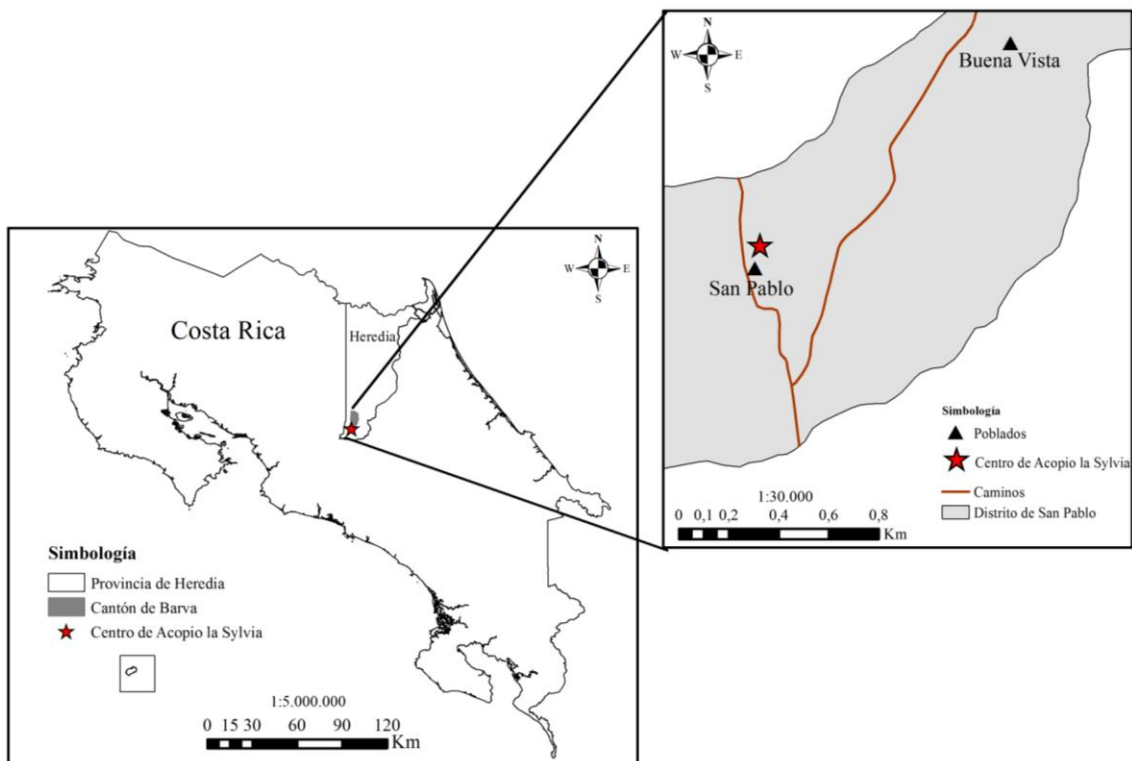 N
W E
S
Costa Rica
Heredia
Simbología
Provincia de Heredia
Cantón de Barva
Centro de Acopio la Sylvia
1:5.000.000
0 15 30 60 90 120
Km
N
W E
S
Buena Vista
San Pablo
Simbología
Poblados
Centro de Acopio la Sylvia
Caminos
Distrito de San Pablo
1:30.000
0 0,1 0,2 0,4 0,6 0,8
Km